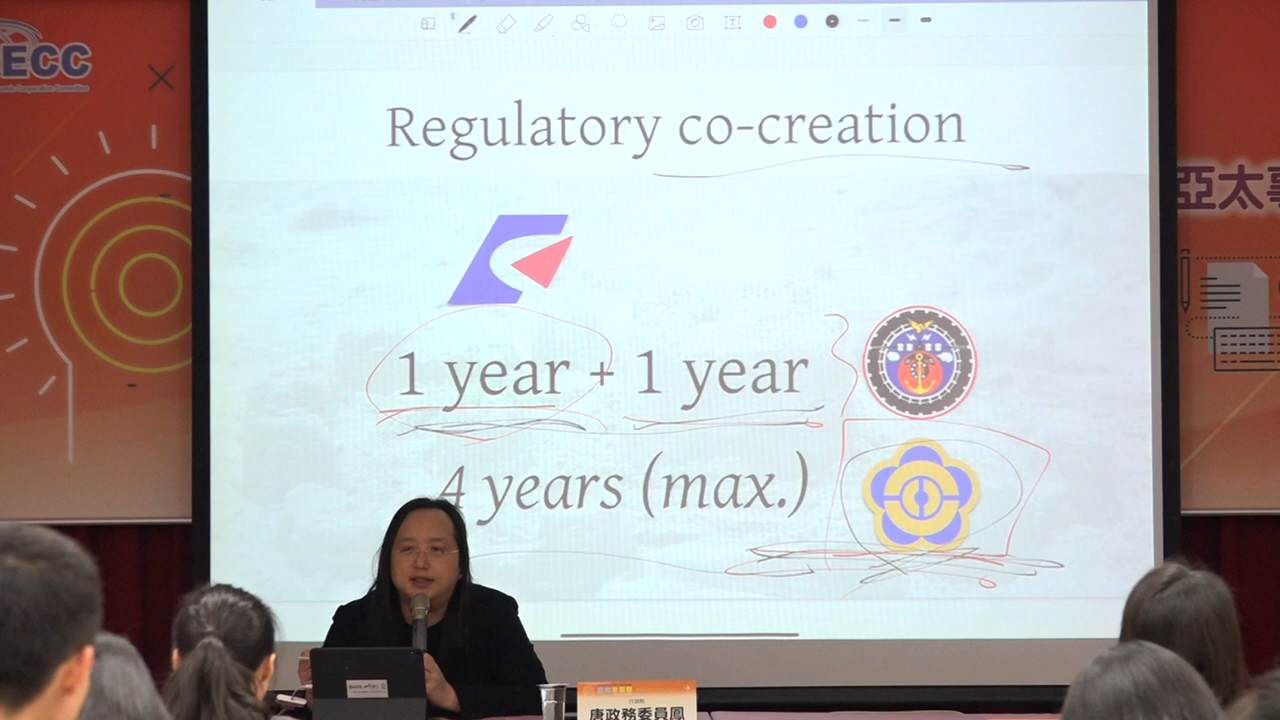 ECC
Regulatory co-creation
亞太
1 year + 1 year
4 years (max.)
唐政務委員鳳